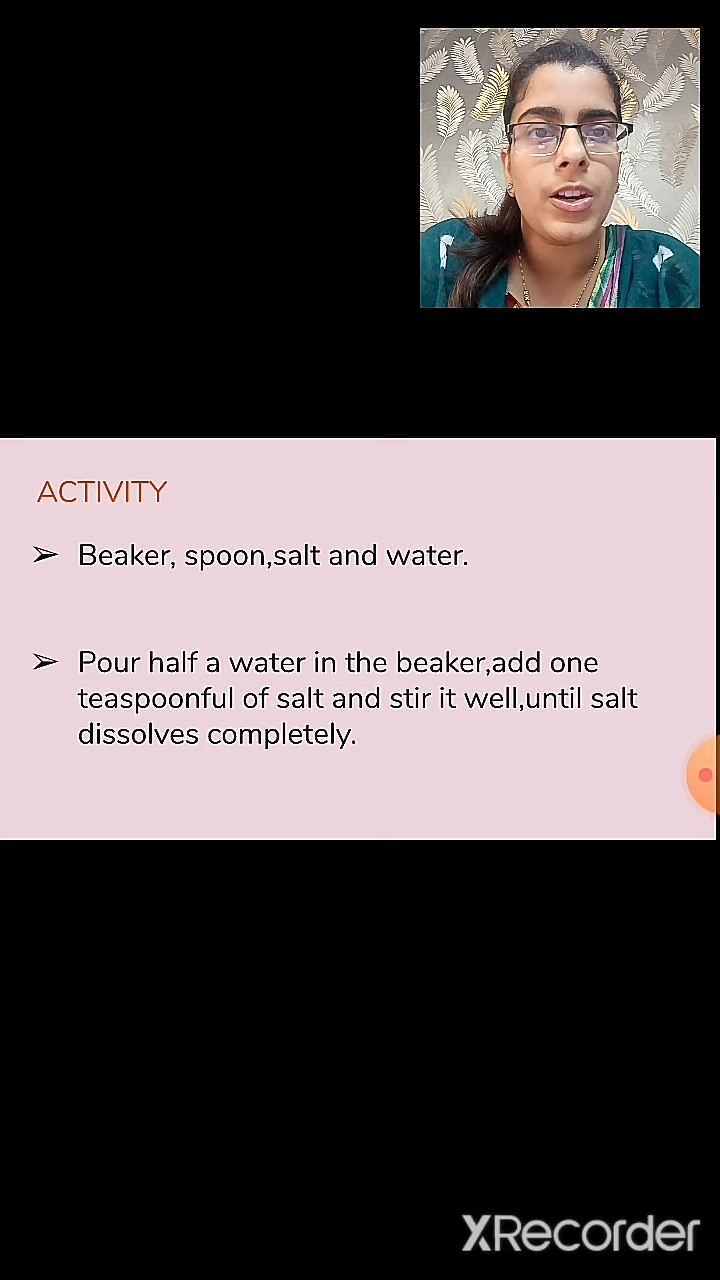 ACTIVITY
➢ Beaker, spoon,salt and water.
➢ Pour half a water in the beaker,add one
teaspoonful of salt and stir it well,until salt
dissolves completely.
XRecorder